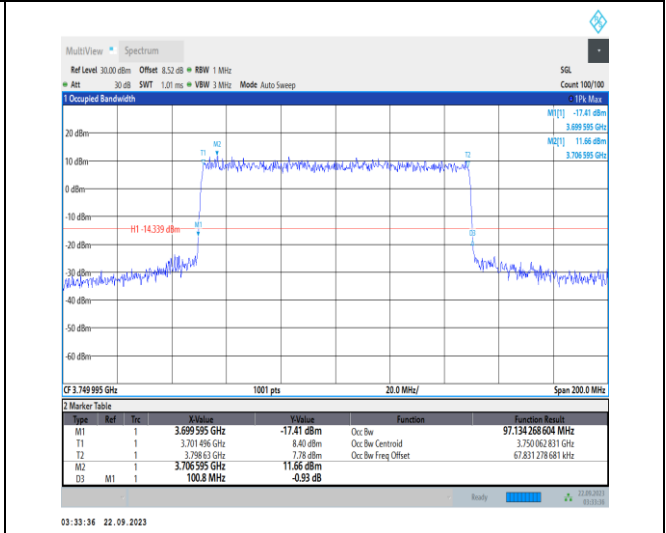 MultiView Spectrum
Ref Level 30.00 dBm Offset 8.52 dB RBW 1 MHz SGL
Att 30 dB SWT 1.01 ms VBW 3 MHz Mode Auto Sweep Count 100/100
1 Occupied Bandwidth 1Pk Max
M1[1] -17.41 dBm
3.699 595 GHz
M2[1] 11.66 dBm
3.706 595 GHz
20 dBm
M2
T1 T2
10 dBm
0 dBm
-10 dBm
H1 -14.339 dBm M1
D3
-20 dBm
-30 dBm
-40 dBm
-50 dBm
-60 dBm
CF 3.749 995 GHz 1001 pts 20.0 MHz/ Span 200.0 MHz
2 Marker Table
Type Ref Trc X-Value Y-Value Function Function Result
M1 1 3.699 595 GHz -17.41 dBm Occ Bw 97.134 268 604 MHz
T1 1 3.701 496 GHz 8.40 dBm Occ Bw Centroid 3.750 062 831 GHz
T2 1 3.798 63 GHz 7.78 dBm Occ Bw Freq Offset 67.831 278 681 kHz
M2 1 3.706 595 GHz 11.66 dBm
D3 M1 1 100.8 MHz -0.93 dB
Ready 22.09.2023
03:33:36
03:33:36 22.09.2023